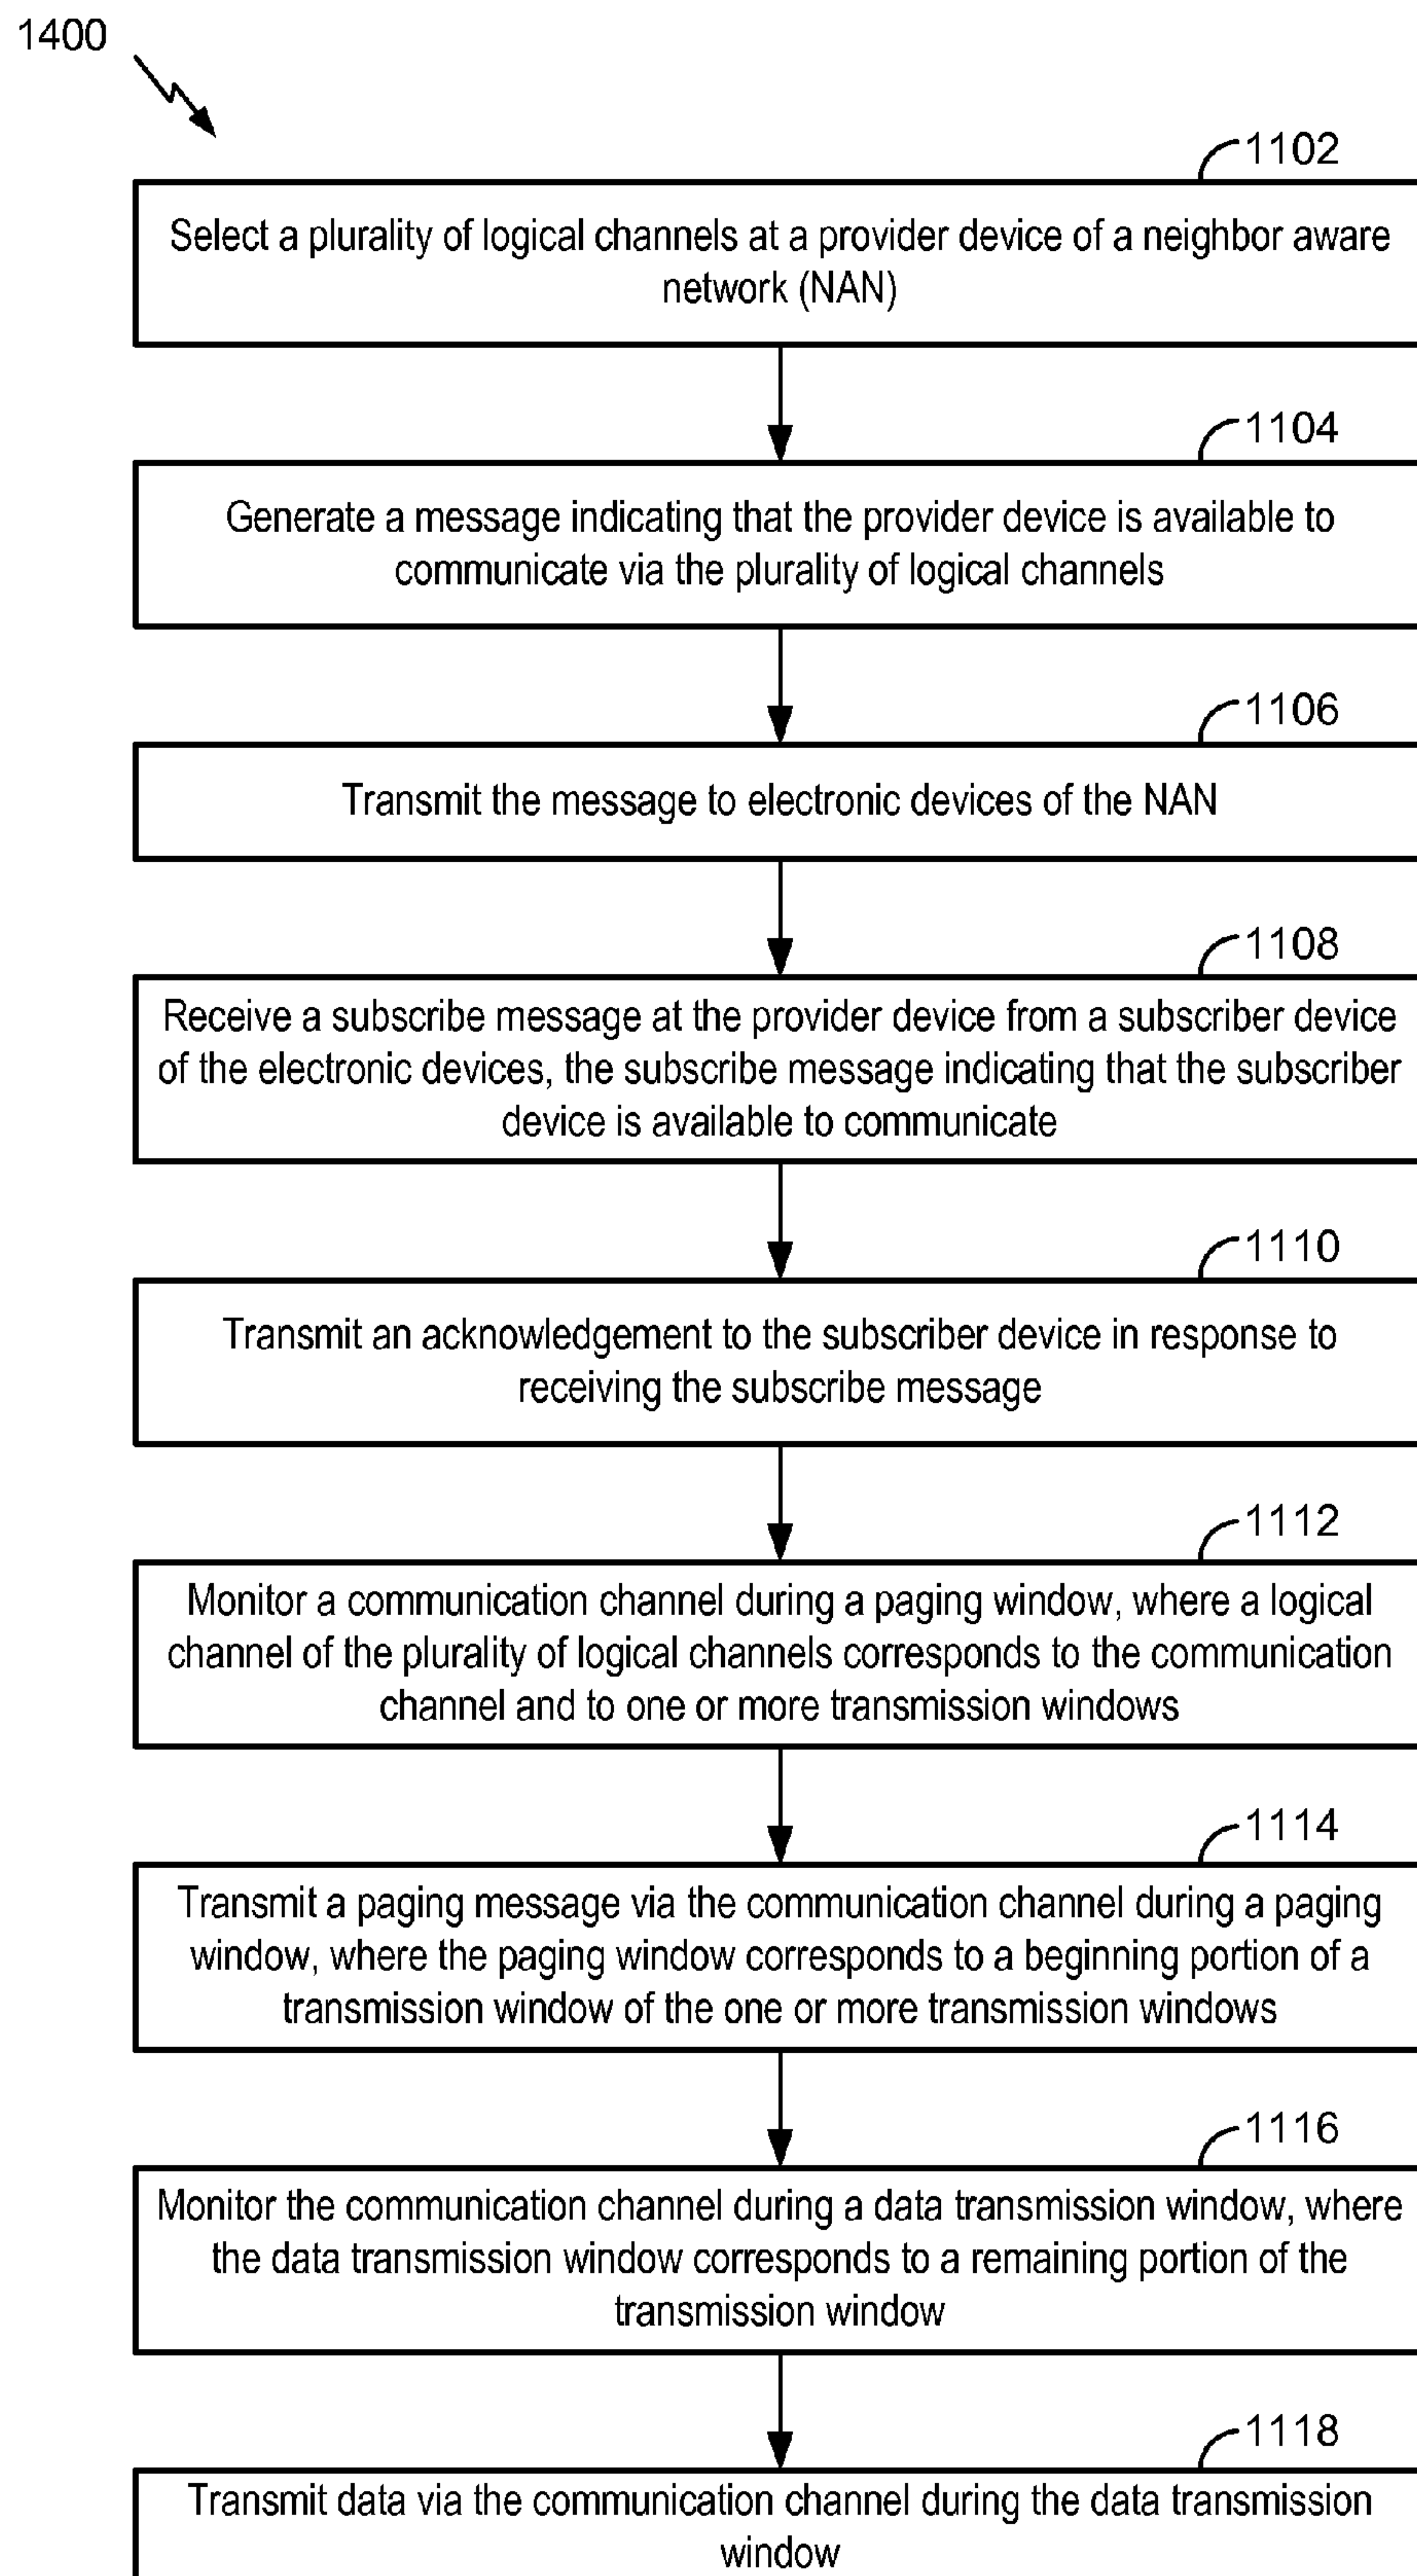 1400
1102
Select a plurality of logical channels at a provider device of a neighbor aware
network (NAN)
1104
Generate a message indicating that the provider device is available to
communicate via the plurality of logical channels
1106
Transmit the message to electronic devices of the NAN
1108
Receive a subscribe message at the provider device from a subscriber device
of the electronic devices, the subscribe message indicating that the subscriber
device is available to communicate
1110
Transmit an acknowledgement to the subscriber device in response to
receiving the subscribe message
1112
Monitor a communication channel during a paging window, where a logical
channel of the plurality of logical channels corresponds to the communication
channel and to one or more transmission windows
1114
Transmit a paging message via the communication channel during a paging
window, where the paging window corresponds to a beginning portion of a
transmission window of the one or more transmission windows
1116
Monitor the communication channel during a data transmission window, where
the data transmission window corresponds to a remaining portion of the
transmission window
1118
Transmit data via the communication channel during the data transmission
window